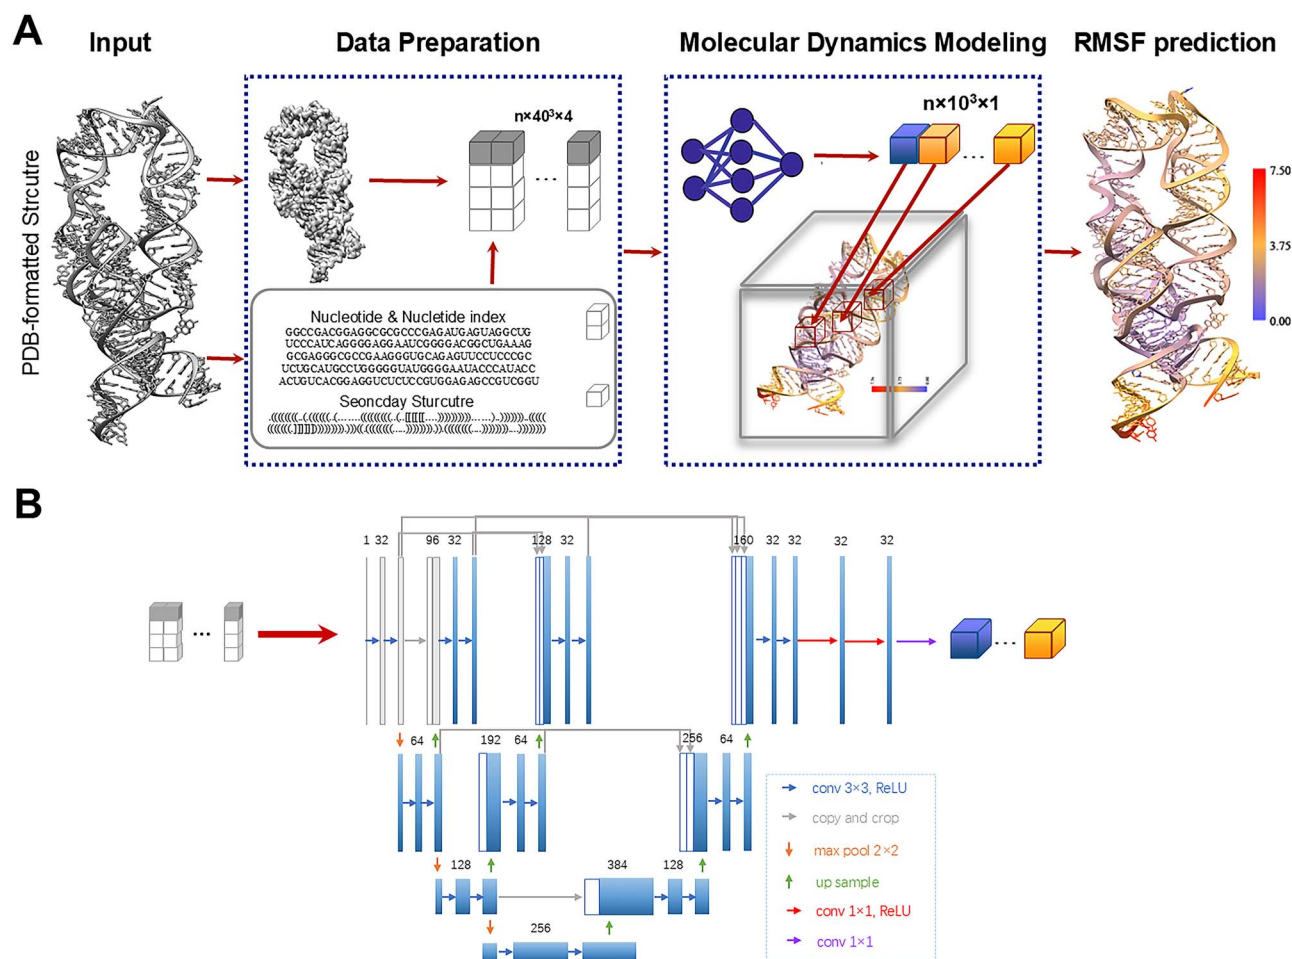 A
Input
Data Preparation
Molecular Dynamics Modeling
RMSF prediction
PDB-formatted Strcutre
n×40³×4
n×10³×1
Nucleotide & Nucletide index
GGCCGACGGAGGCGCGCCCGAGAUGAGUAGGCUG
UCCCAUCAGGGGAGGAAUCGGGGACGGCUGAAAG
GCGAGGGCGCCGAAGGGUGCAGAGUUCCUCCCGC
UCUGCAUGCCUGGGGGUAUGGGGAAUACCCAUACC
ACUGUCACGGAGGUCUCUCCGUGGAGAGCCGUCGGU
Seoncday Sturcutre
7.50
3.75
0.00
B
1 32 96 32 128 32 160 32 32 32 32
64 192 64 256 64
128 384 128
256
conv 3×3, ReLU
copy and crop
max pool 2×2
up sample
conv 1×1, ReLU
conv 1×1